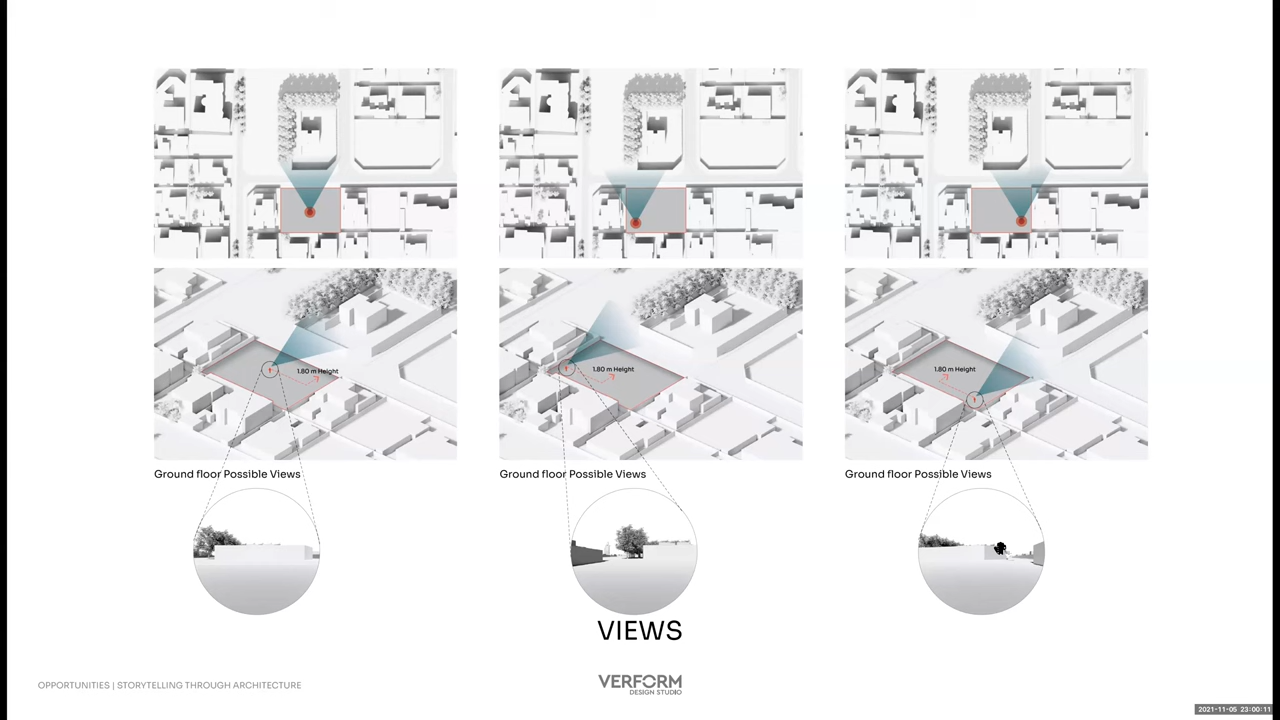 1.80 m Height
1.80 m Height
1.80 m Height
Ground floor Possible Views
Ground floor Possible Views
Ground floor Possible Views
VIEWS
OPPORTUNITIES | STORYTELLING THROUGH ARCHITECTURE
VERFORM
DESIGN STUDIO
2021-11-05 23:00:11